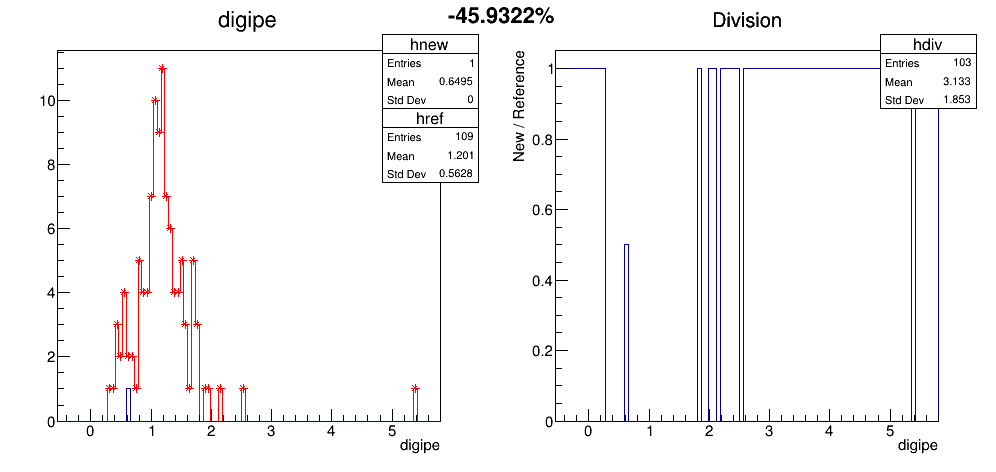 -45.9322%
digipe
hnew
Entries 1
Mean 0.6495
Std Dev 0
href
Entries 109
Mean 1.201
Std Dev 0.5628
10
8
6
4
2
0
0 1 2 3 4 5
digipe
Division
hdiv
Entries 103
Mean 3.133
Std Dev 1.853
New / Reference
1
0.8
0.6
0.4
0.2
0
0 1 2 3 4 5
digipe